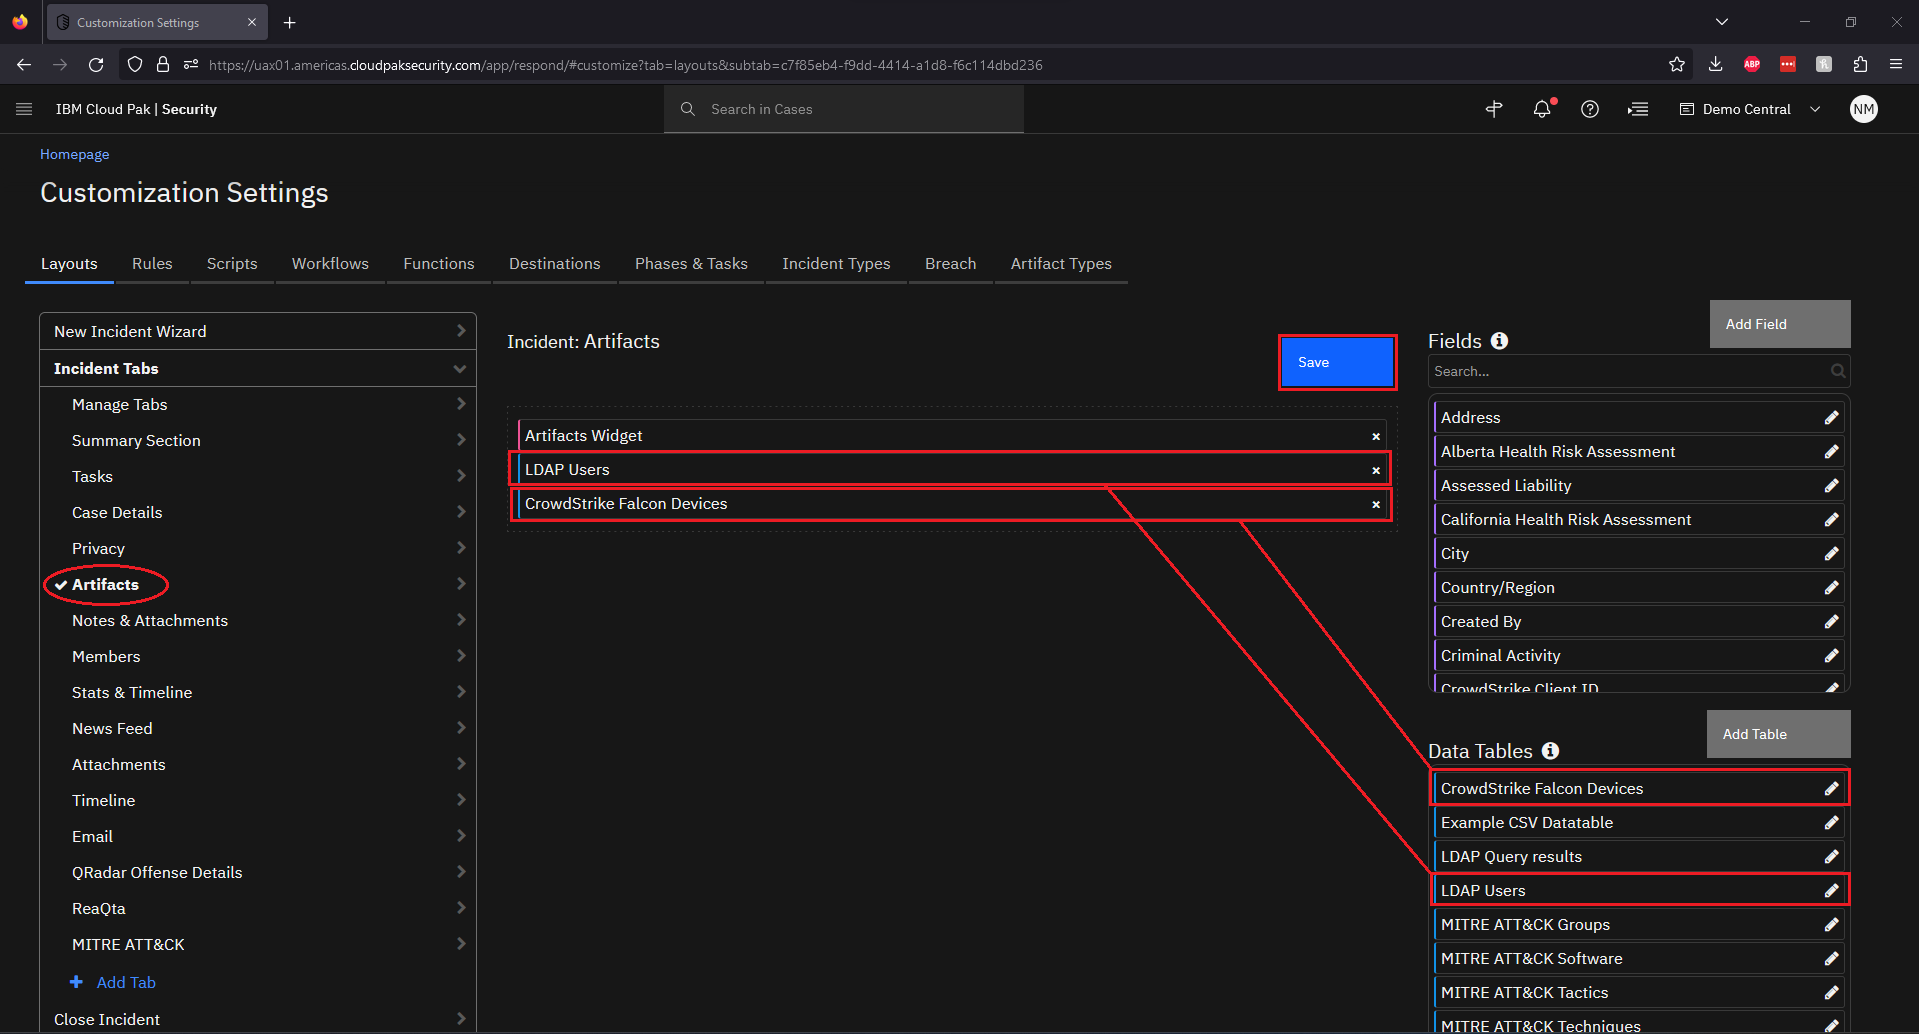 Customization Settings
https://uax01.americas.cloudpaksecurity.com/app/respond/#customize?tab=layouts&subtab=c7f85eb4-f9dd-4414-a1d8-f6c114dbd236
ABP
IBM Cloud Pak | Security
Search in Cases
Demo Central
NM
Homepage
Customization Settings
Layouts
Rules
Scripts
Workflows
Functions
Destinations
Phases & Tasks
Incident Types
Breach
Artifact Types
New Incident Wizard
Incident Tabs
Manage Tabs
Summary Section
Tasks
Case Details
Privacy
Artifacts
Notes & Attachments
Members
Stats & Timeline
News Feed
Attachments
Timeline
Email
QRadar Offense Details
ReaQta
MITRE ATT&CK
Add Tab
Close Incident
Incident: Artifacts
Save
Artifacts Widget
LDAP Users
CrowdStrike Falcon Devices
Fields
Add Field
Search...
Address
Alberta Health Risk Assessment
Assessed Liability
California Health Risk Assessment
City
Country/Region
Created By
Criminal Activity
CrowdStrike Client ID
Data Tables
Add Table
CrowdStrike Falcon Devices
Example CSV Datatable
LDAP Query results
LDAP Users
MITRE ATT&CK Groups
MITRE ATT&CK Software
MITRE ATT&CK Tactics
MITRE ATT&CK Techniques